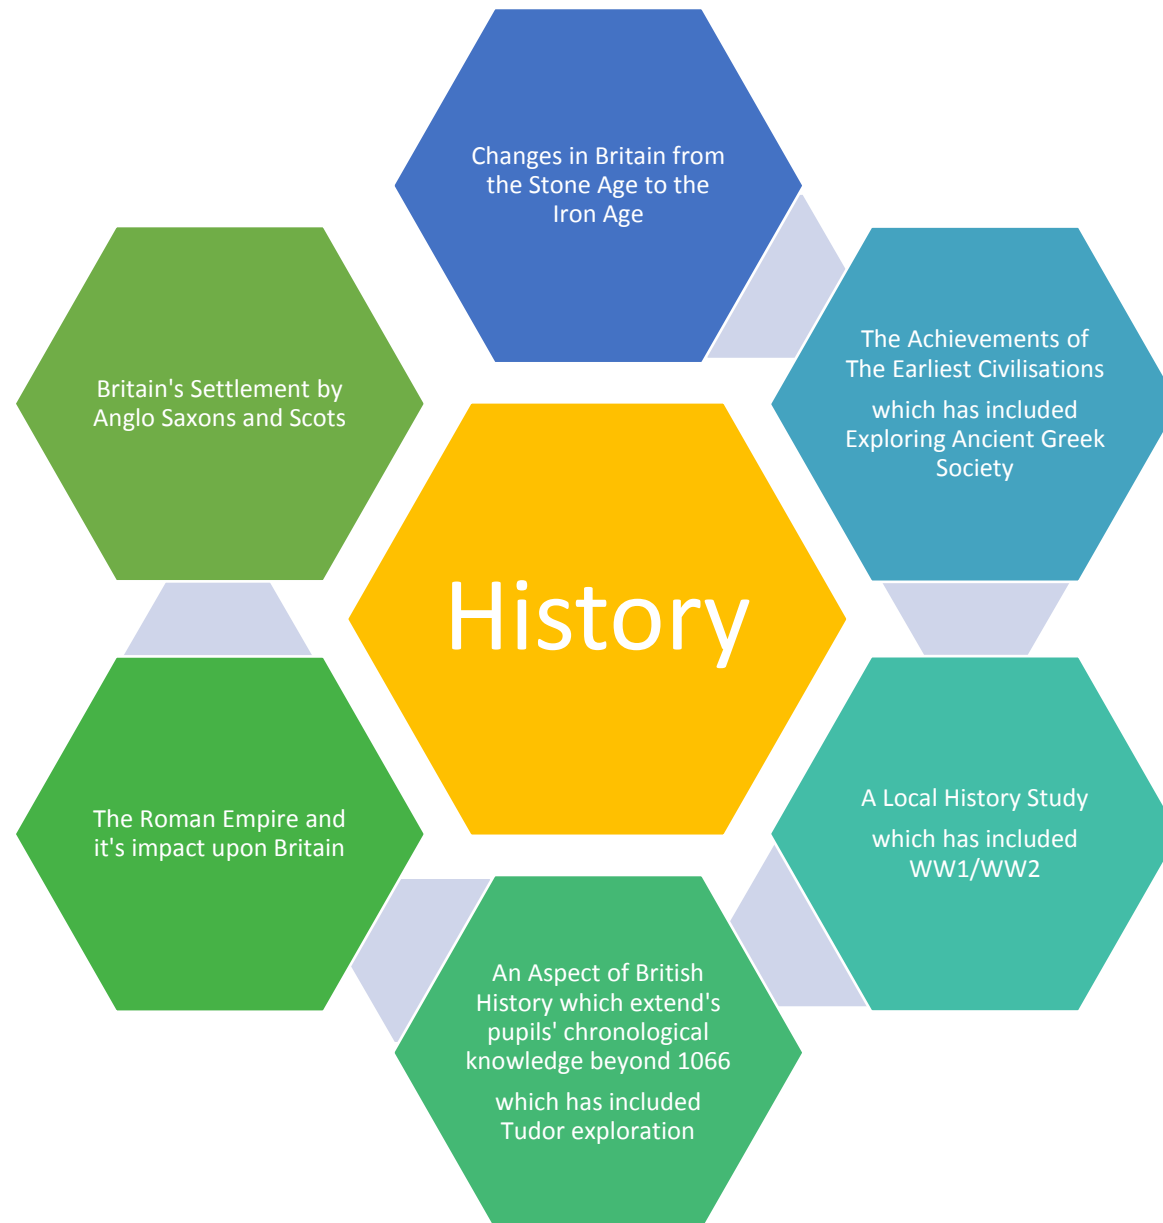 Changes in Britain from
the Stone Age to the
Iron Age
The Achievements of
The Earliest Civilisations
which has included
Exploring Ancient Greek
Society
A Local History Study
which has included
WW1/WW2
An Aspect of British
History which extend's
pupils' chronological
knowledge beyond 1066
which has included
Tudor exploration
The Roman Empire and
it's impact upon Britain
Britain's Settlement by
Anglo Saxons and Scots
History